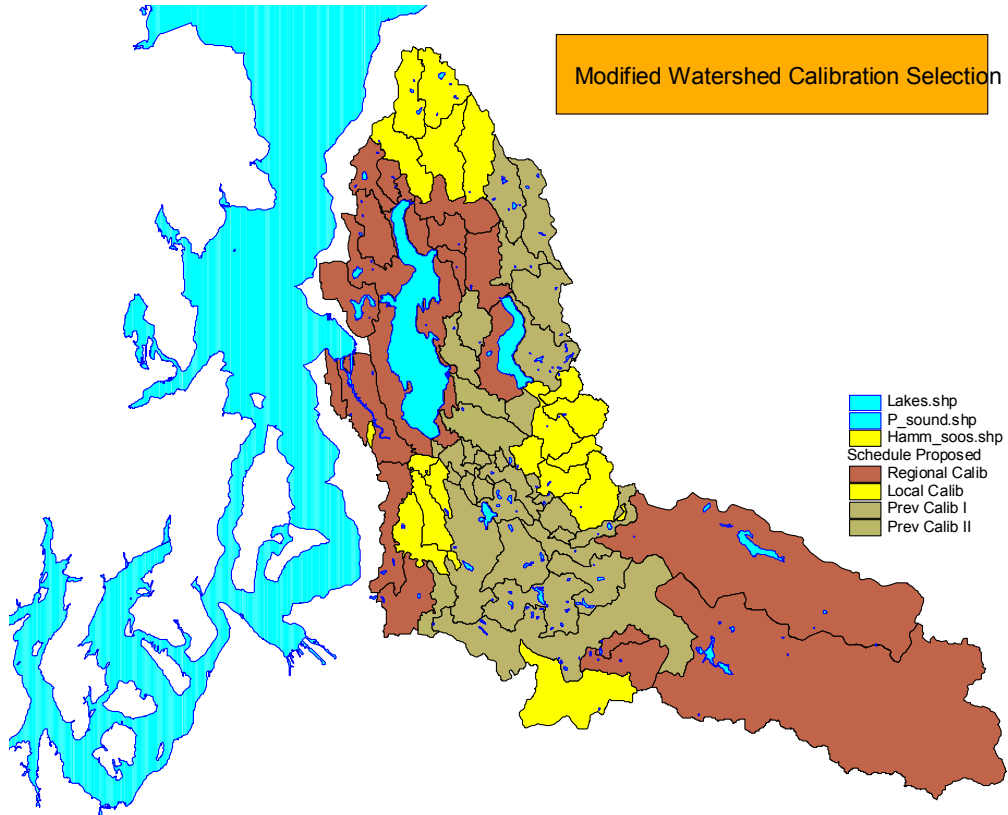 Modified Watershed Calibration Selection
Lakes.shp
P_sound.shp
Hamm_soos.shp
Schedule Proposed
Regional Calib
Local Calib
Prev Calib I
Prev Calib II